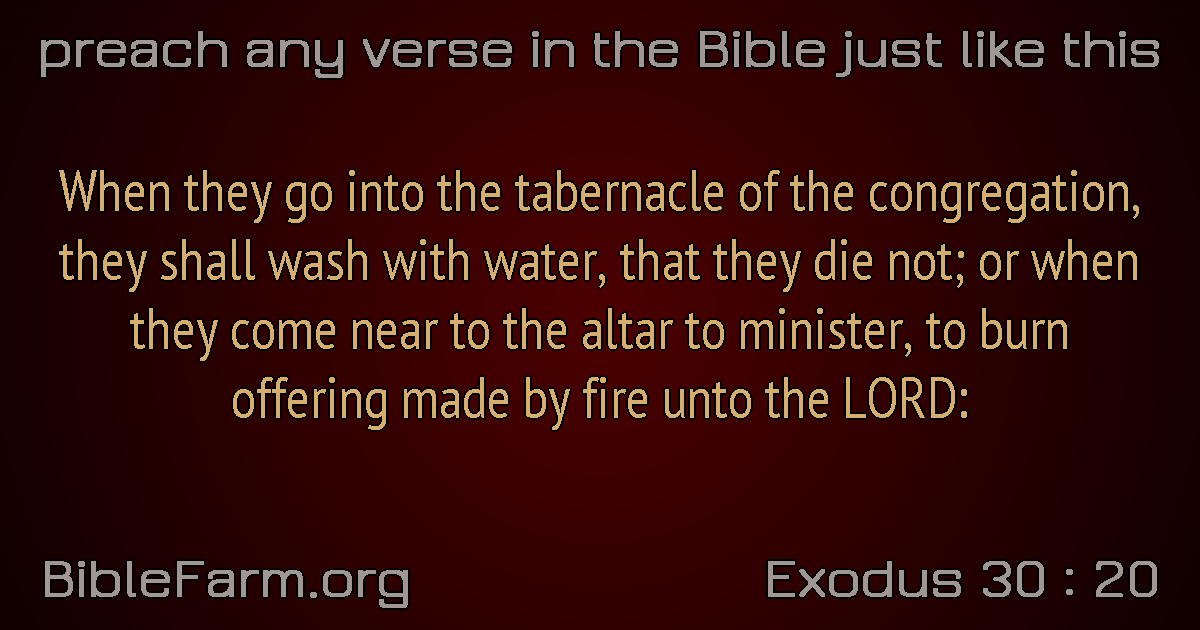 preach any verse in the Bible just like this
When they go into the tabernacle of the congregation,
they shall wash with water, that they die not; or when
they come near to the altar to minister, to burn
offering made by fire unto the LORD:
BibleFarm.org
Exodus 30 : 20